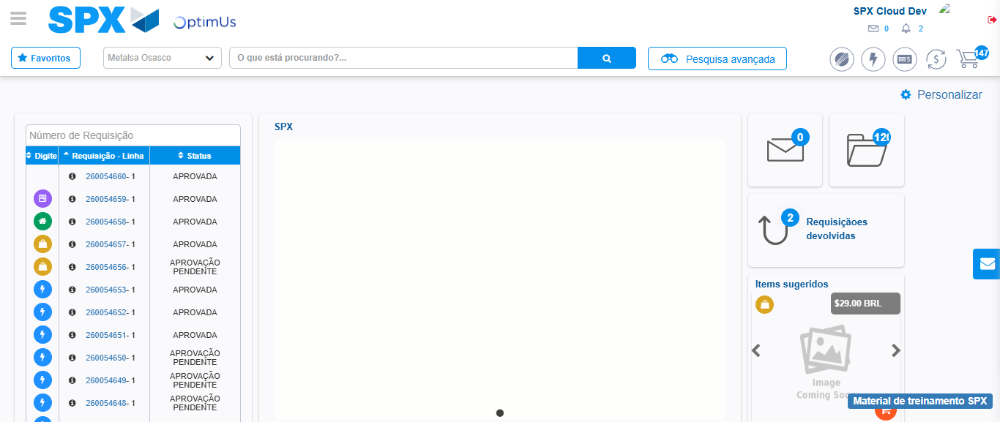 SPX OptimUs
SPX Cloud Dev
0 2
Favoritos
Metalsa Osasco
O que está procurando?...
Pesquisa avançada
147
Personalizar
Número de Requisição
Digite Requisição - Linha Status
260054660- 1 APROVADA
260054659- 1 APROVADA
260054658- 1 APROVADA
260054657- 1 APROVADA
260054656- 1 APROVAÇÃO
PENDENTE
260054653- 1 APROVADA
260054652- 1 APROVADA
260054651- 1 APROVADA
260054650- 1 APROVAÇÃO
PENDENTE
260054649- 1 APROVAÇÃO
PENDENTE
260054648- 1 APROVAÇÃO
PENDENTE
SPX
0
120
2
Requisiçãoes
devolvidas
Items sugeridos
$29.00 BRL
Image
Coming Soo
Material de treinamento SPX